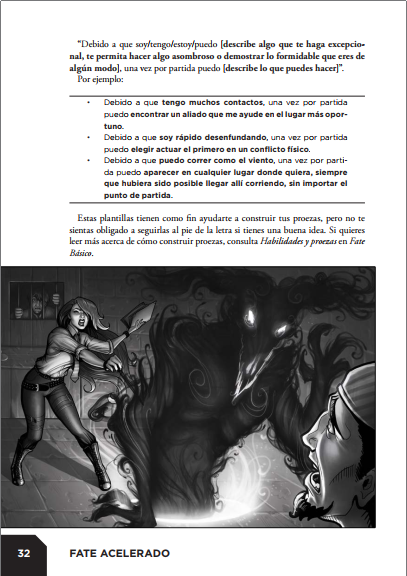 “Debido a que soy/tengo/estoy/puedo [describe algo que te haga excepcio-
nal, te permita hacer algo asombroso o demuestre lo formidable que eres de
algún modo], una vez por partida puedo [describe lo que puedes hacer]”.
Por ejemplo:
• Debido a que tengo muchos contactos, una vez por partida
puedo encontrar un aliado que me ayude en el lugar más opor-
tuno.
• Debido a que soy rápido desenfundando, una vez por partida
puedo elegir actuar el primero en un conflicto físico.
• Debido a que puedo correr como el viento, una vez por parti-
da puedo aparecer en cualquier lugar donde quiera, siempre
que hubiera sido posible llegar allí corriendo, sin importar el
punto de partida.
Estas plantillas tienen como fin ayudarte a construir tus proezas, pero no te
sientas obligado a seguirlas al pie de la letra si tienes una buena idea. Si quieres
leer más acerca de cómo construir proezas, consulta Habilidades y proezas en Fate
Básico.
32 FATE ACELERADO